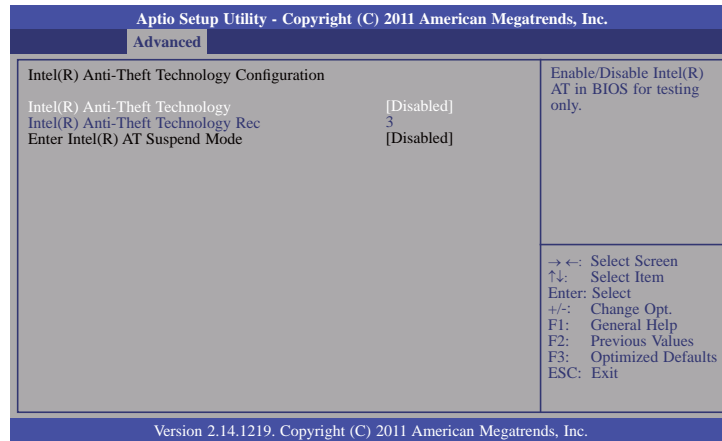 Aptio Setup Utility - Copyright (C) 2011 American Megatrends, Inc.
Advanced
Intel(R) Anti-Theft Technology Configuration
Intel(R) Anti-Theft Technology [Disabled]
Intel(R) Anti-Theft Technology Rec 3
Enter Intel(R) AT Suspend Mode [Disabled]
Enable/Disable Intel(R)
AT in BIOS for testing
only.
→ ←: Select Screen
↑↓: Select Item
Enter: Select
+/-: Change Opt.
F1: General Help
F2: Previous Values
F3: Optimized Defaults
ESC: Exit
Version 2.14.1219. Copyright (C) 2011 American Megatrends, Inc.